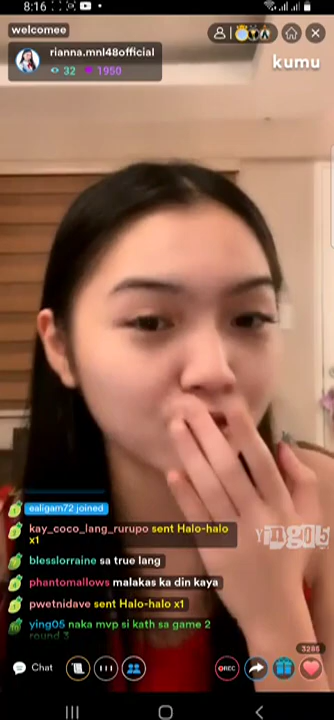 8:16
welcomee
rianna.mnl48official
32 1950
kumu
ealigam72 joined
kay_coco_lang_rurupo sent Halo-halo
x1
blesslorraine sa true lang
phantomallows malakas ka din kaya
pwetnidave sent Halo-halo x1
ying05 naka mvp si kath sa game 2
round 3
Ying05
3285
Chat
REC